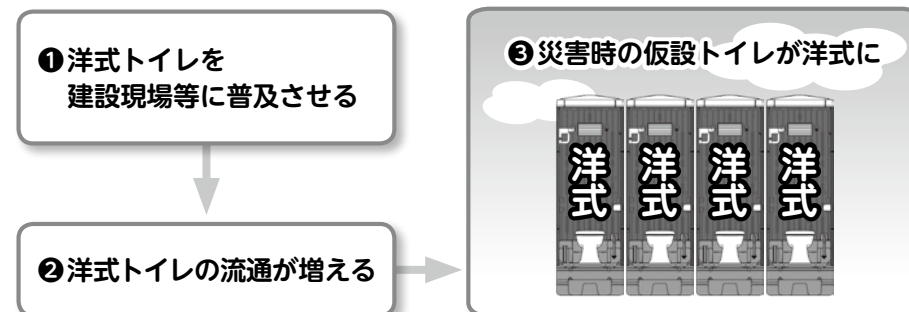 ❶洋式トイレを
建設現場等に普及させる
❷洋式トイレの流通が増える
❸災害時の仮設トイレが洋式に
洋式
洋式
洋式
洋式